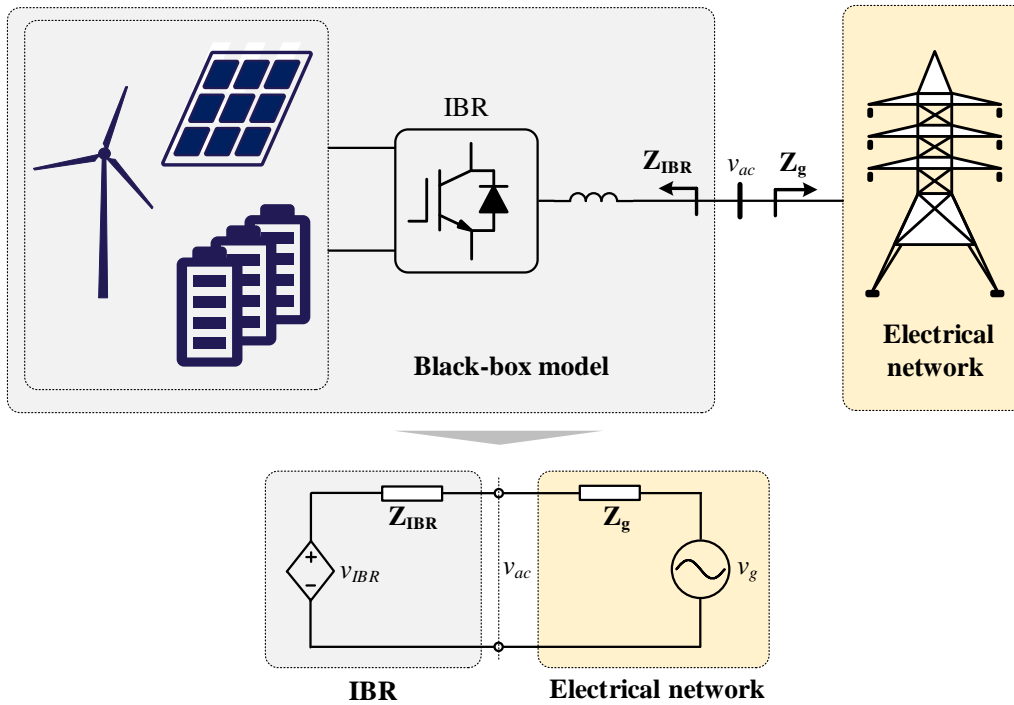 IBR
Z_IBR
v_ac
Z_g
Black-box model
Electrical
network
Z_IBR
Z_g
+
−
v_IBR
v_ac
v_g
IBR
Electrical network